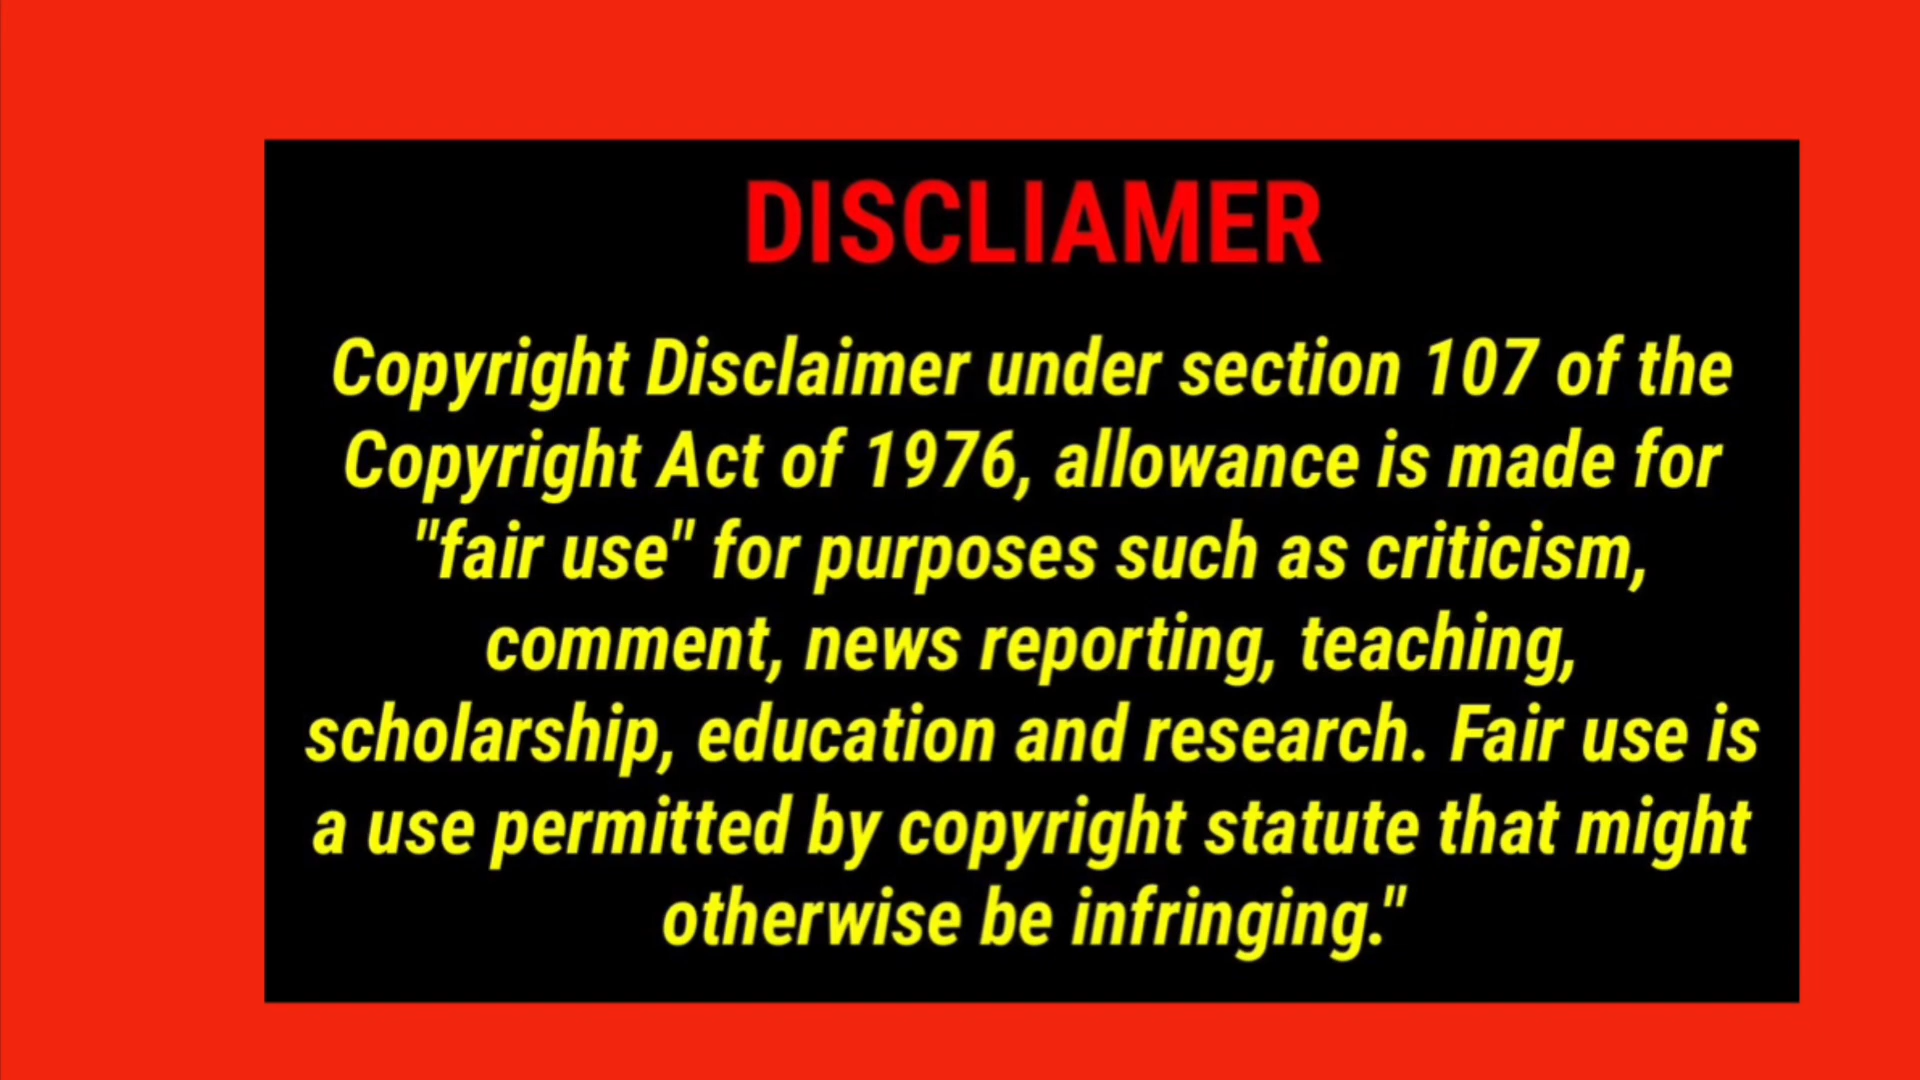 DISCLIAMER
Copyright Disclaimer under section 107 of the
Copyright Act of 1976, allowance is made for
"fair use" for purposes such as criticism,
comment, news reporting, teaching,
scholarship, education and research. Fair use is
a use permitted by copyright statute that might
otherwise be infringing."